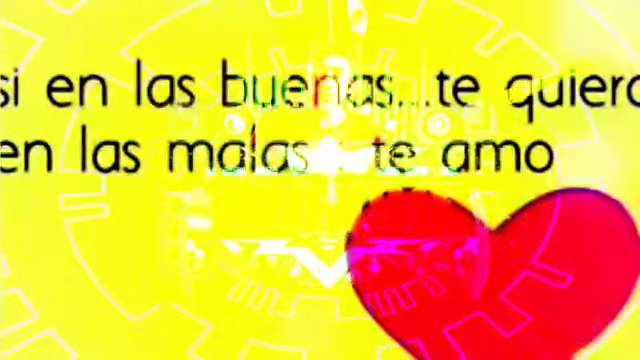 si en las buenas...te quiero
en las malas... te amo